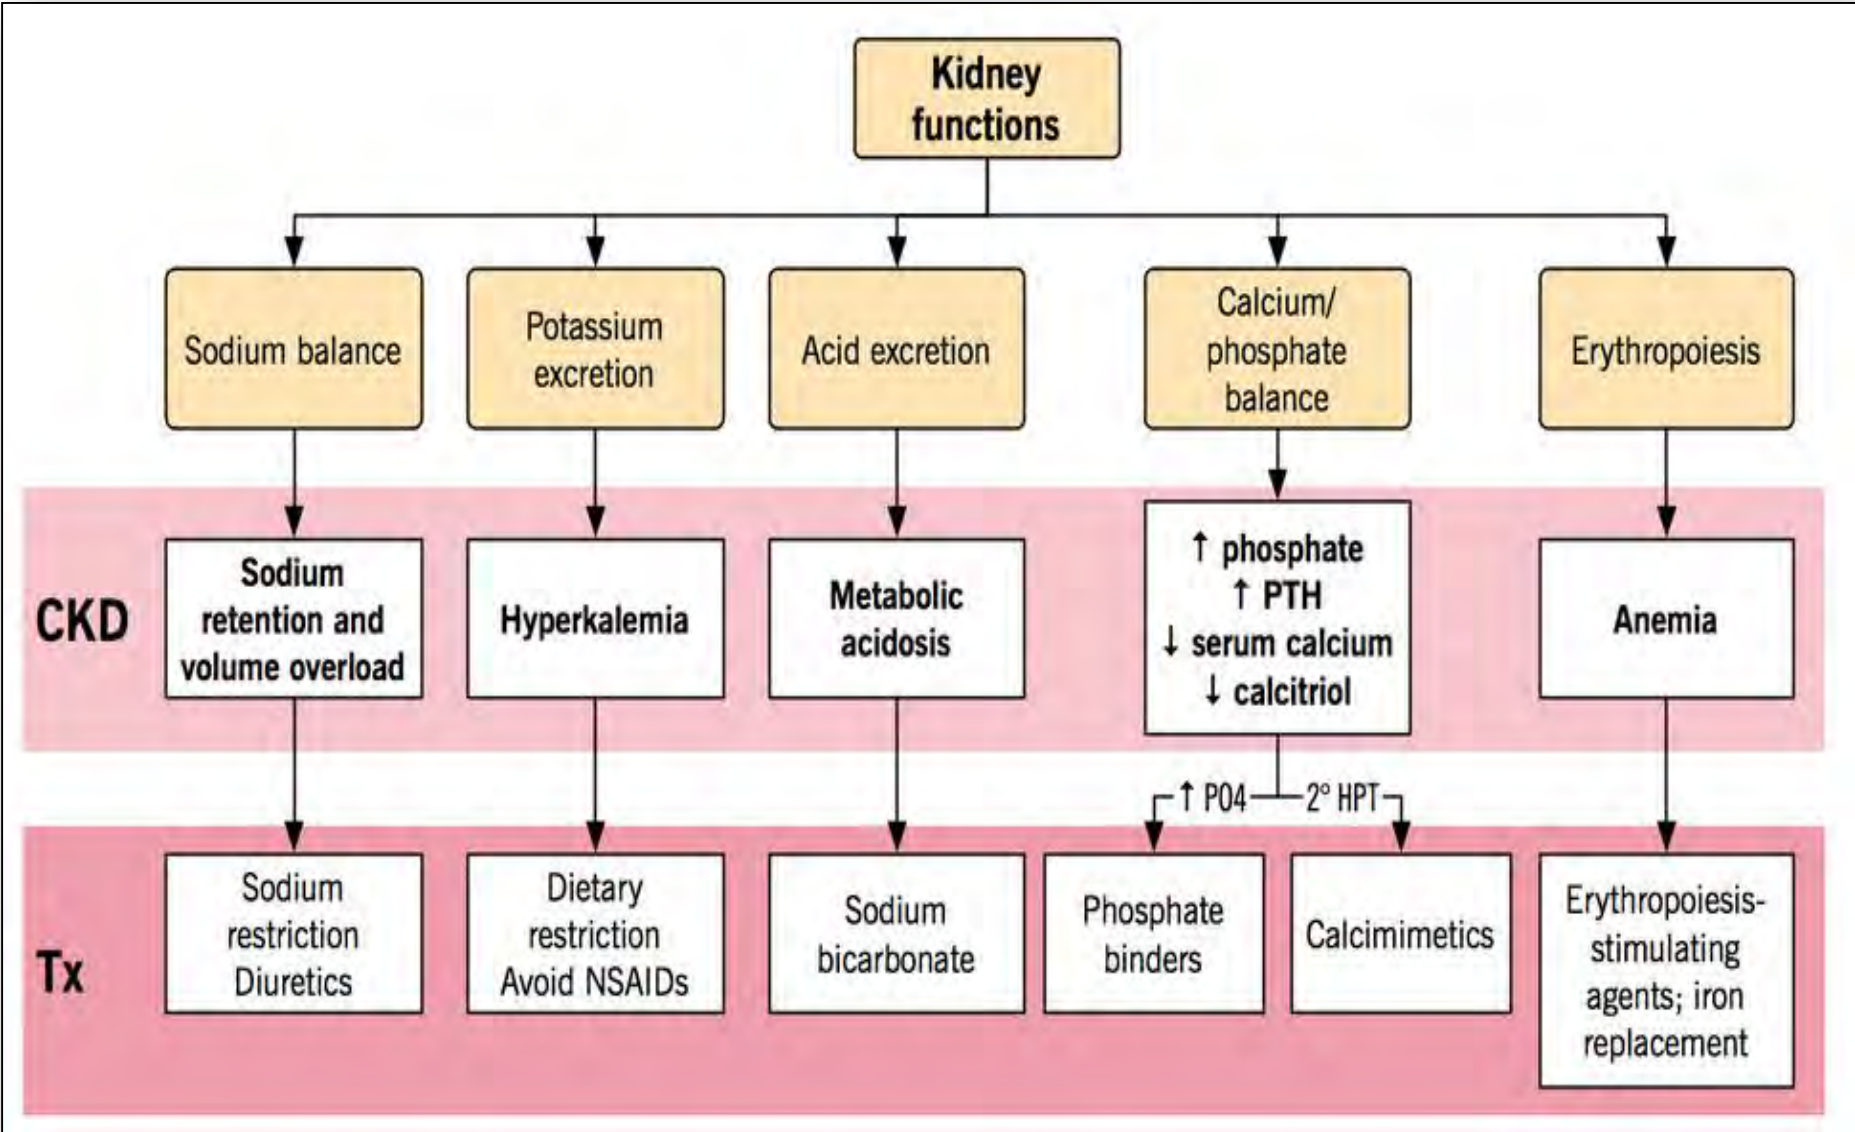 Kidney
functions
Sodium balance
Potassium
excretion
Acid excretion
Calcium/
phosphate
balance
Erythropoiesis
CKD
Sodium
retention and
volume overload
Hyperkalemia
Metabolic
acidosis
↑ phosphate
↑ PTH
↓ serum calcium
↓ calcitriol
Anemia
↑ PO4
2° HPT
Tx
Sodium
restriction
Diuretics
Dietary
restriction
Avoid NSAIDs
Sodium
bicarbonate
Phosphate
binders
Calcimimetics
Erythropoiesis-
stimulating
agents; iron
replacement